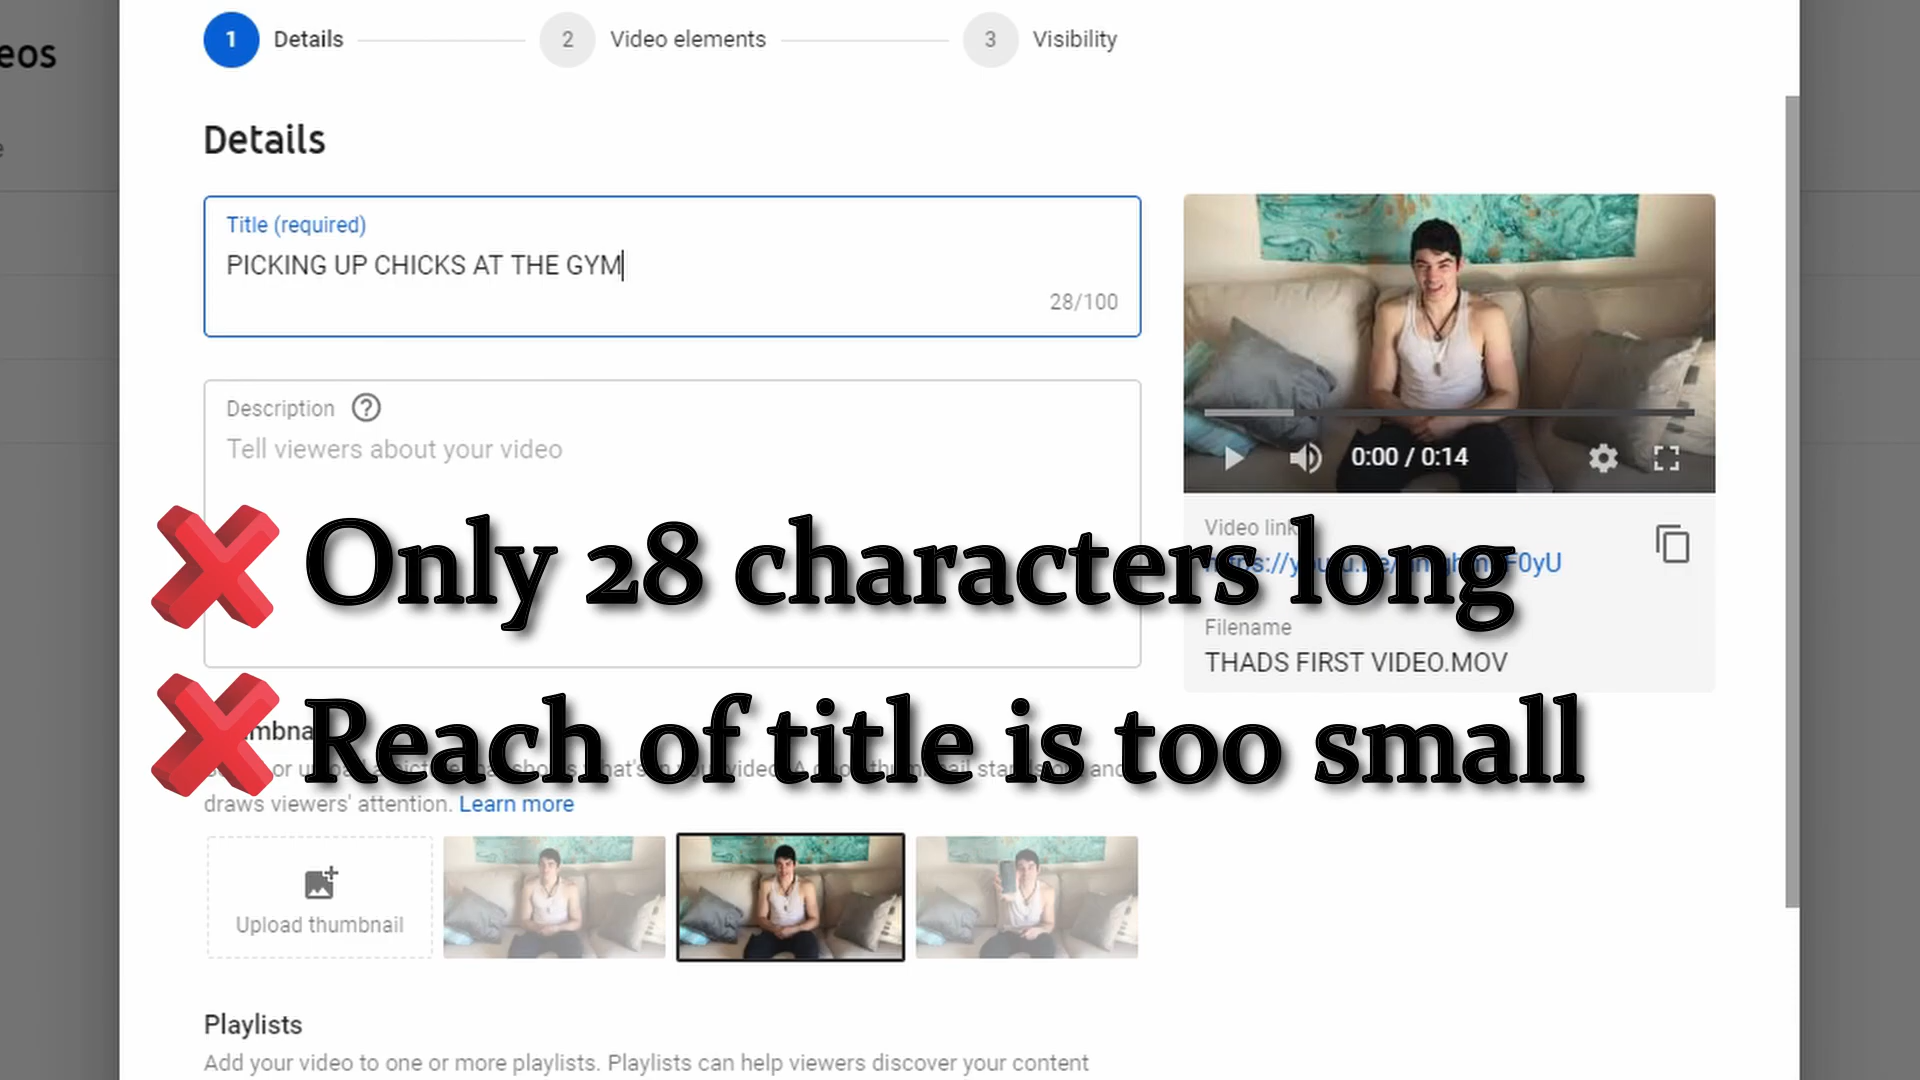 eos
e
1 Details
2 Video elements
3 Visibility
Details
Title (required)
PICKING UP CHICKS AT THE GYM
28/100
Description ?
Tell viewers about your video
0:00 / 0:14
Only 28 characters long
Video link
Filename
THADS FIRST VIDEO.MOV
Reach of title is too small
draws viewers' attention. Learn more
Upload thumbnail
Playlists
Add your video to one or more playlists. Playlists can help viewers discover your content